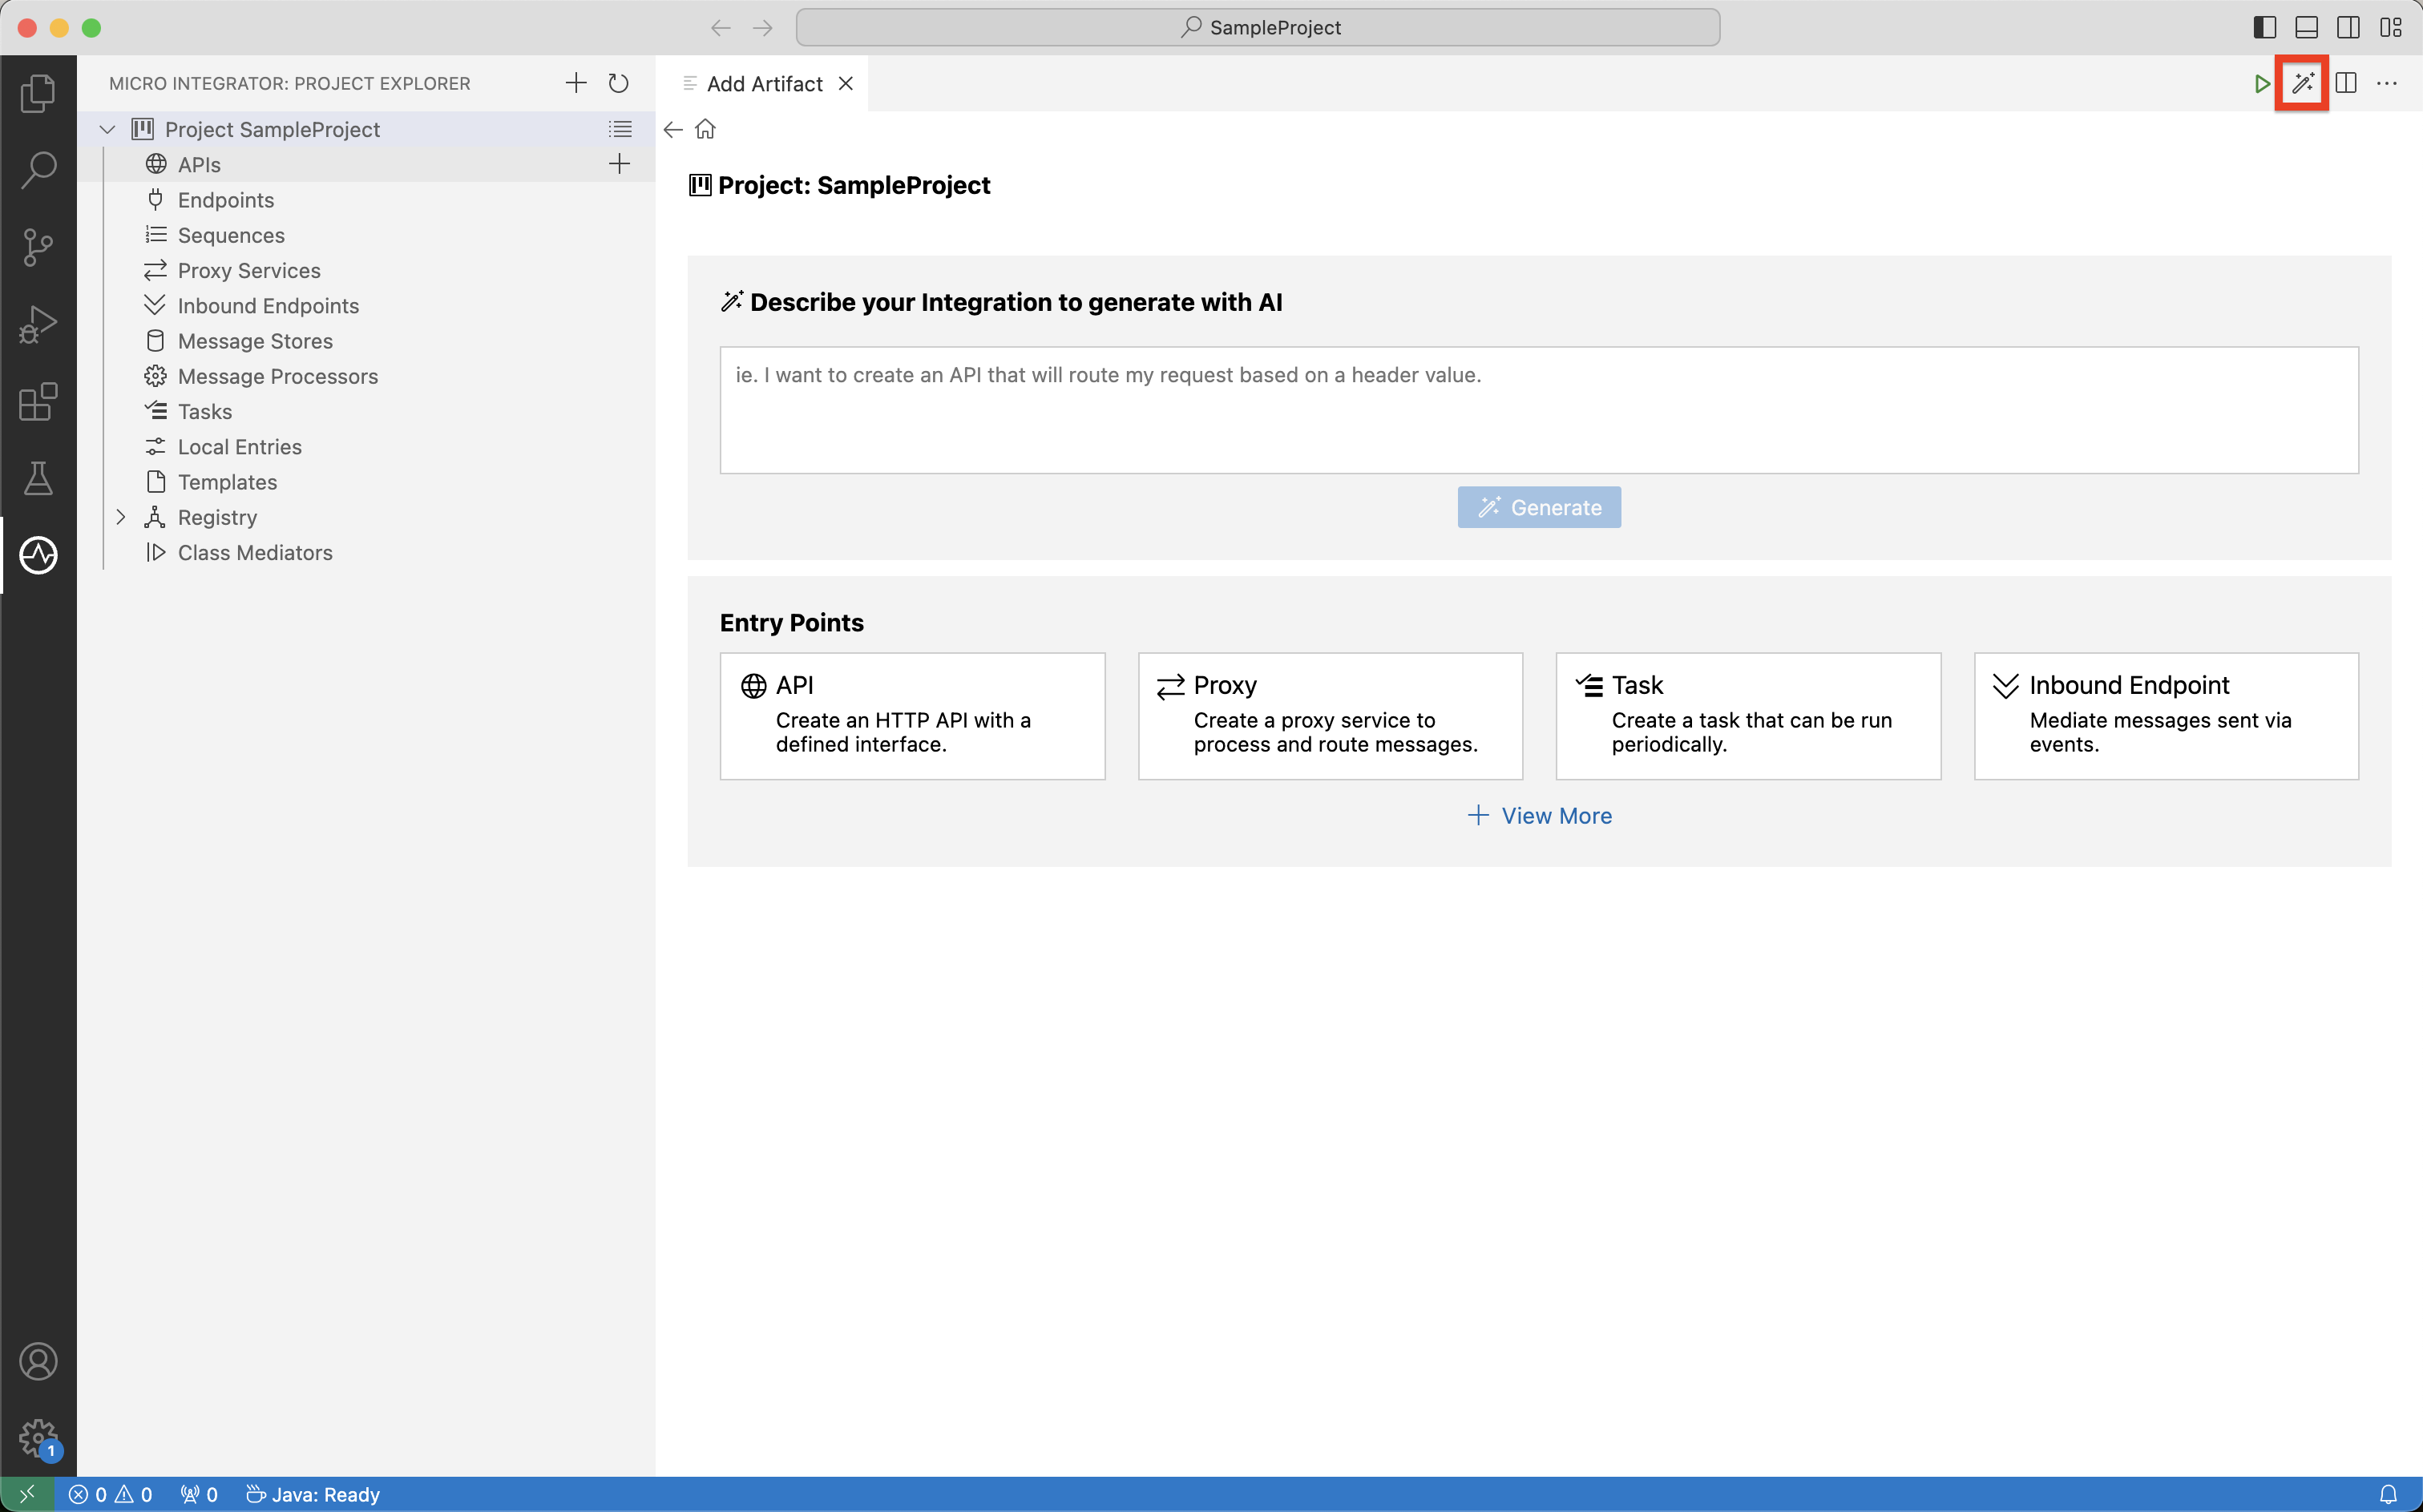 SampleProject
MICRO INTEGRATOR: PROJECT EXPLORER
Add Artifact
Project SampleProject
APIs
Endpoints
Sequences
Proxy Services
Inbound Endpoints
Message Stores
Message Processors
Tasks
Local Entries
Templates
Registry
Class Mediators
Project: SampleProject
Describe your Integration to generate with AI
ie. I want to create an API that will route my request based on a header value.
Generate
Entry Points
API
Create an HTTP API with a
defined interface.
Proxy
Create a proxy service to
process and route messages.
Task
Create a task that can be run
periodically.
Inbound Endpoint
Mediate messages sent via
events.
View More
1
0 0 0 Java: Ready